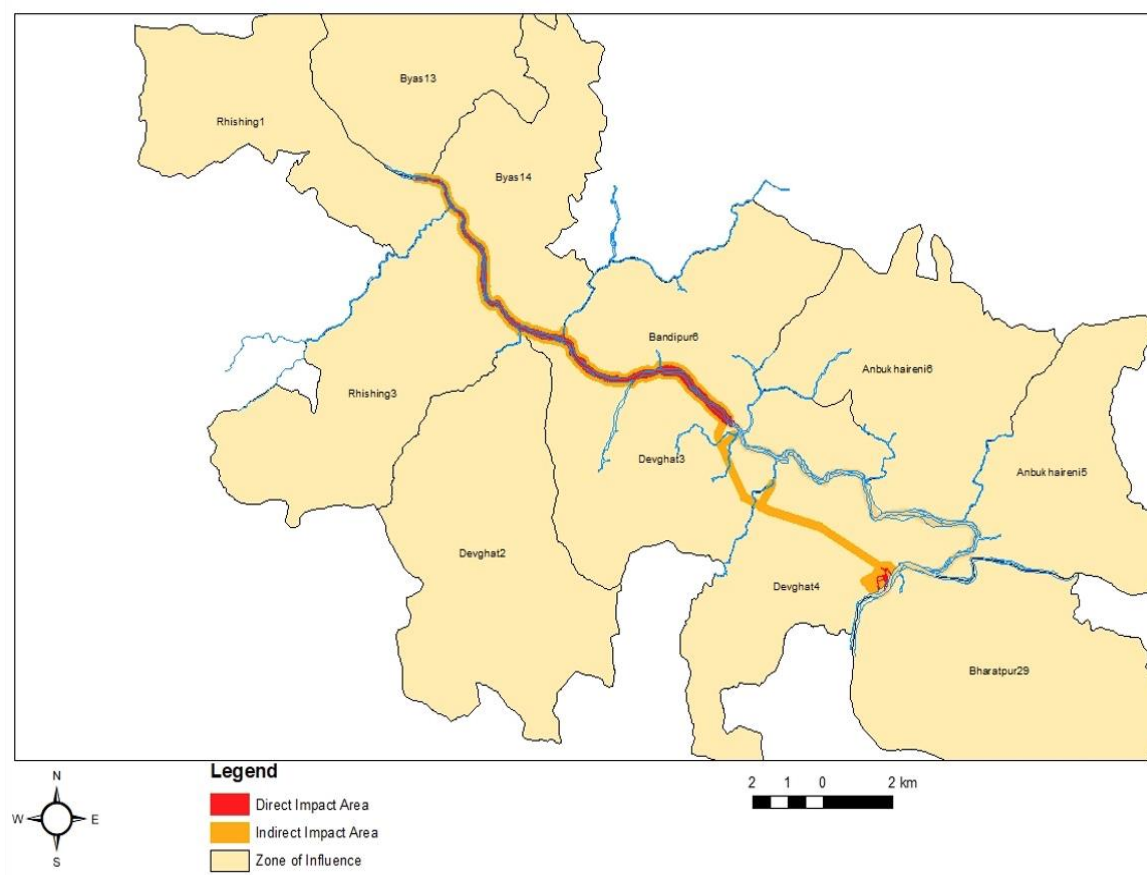 Byas13
Rhishing1
Byas14
Bandipur6
Anbukhaireni6
Rhishing3
Devghat3
Anbukhaireni5
Devghat2
Devghat4
Bharatpur29
Legend
Direct Impact Area
Indirect Impact Area
Zone of Influence
N
W E
S
2 1 0 2 km